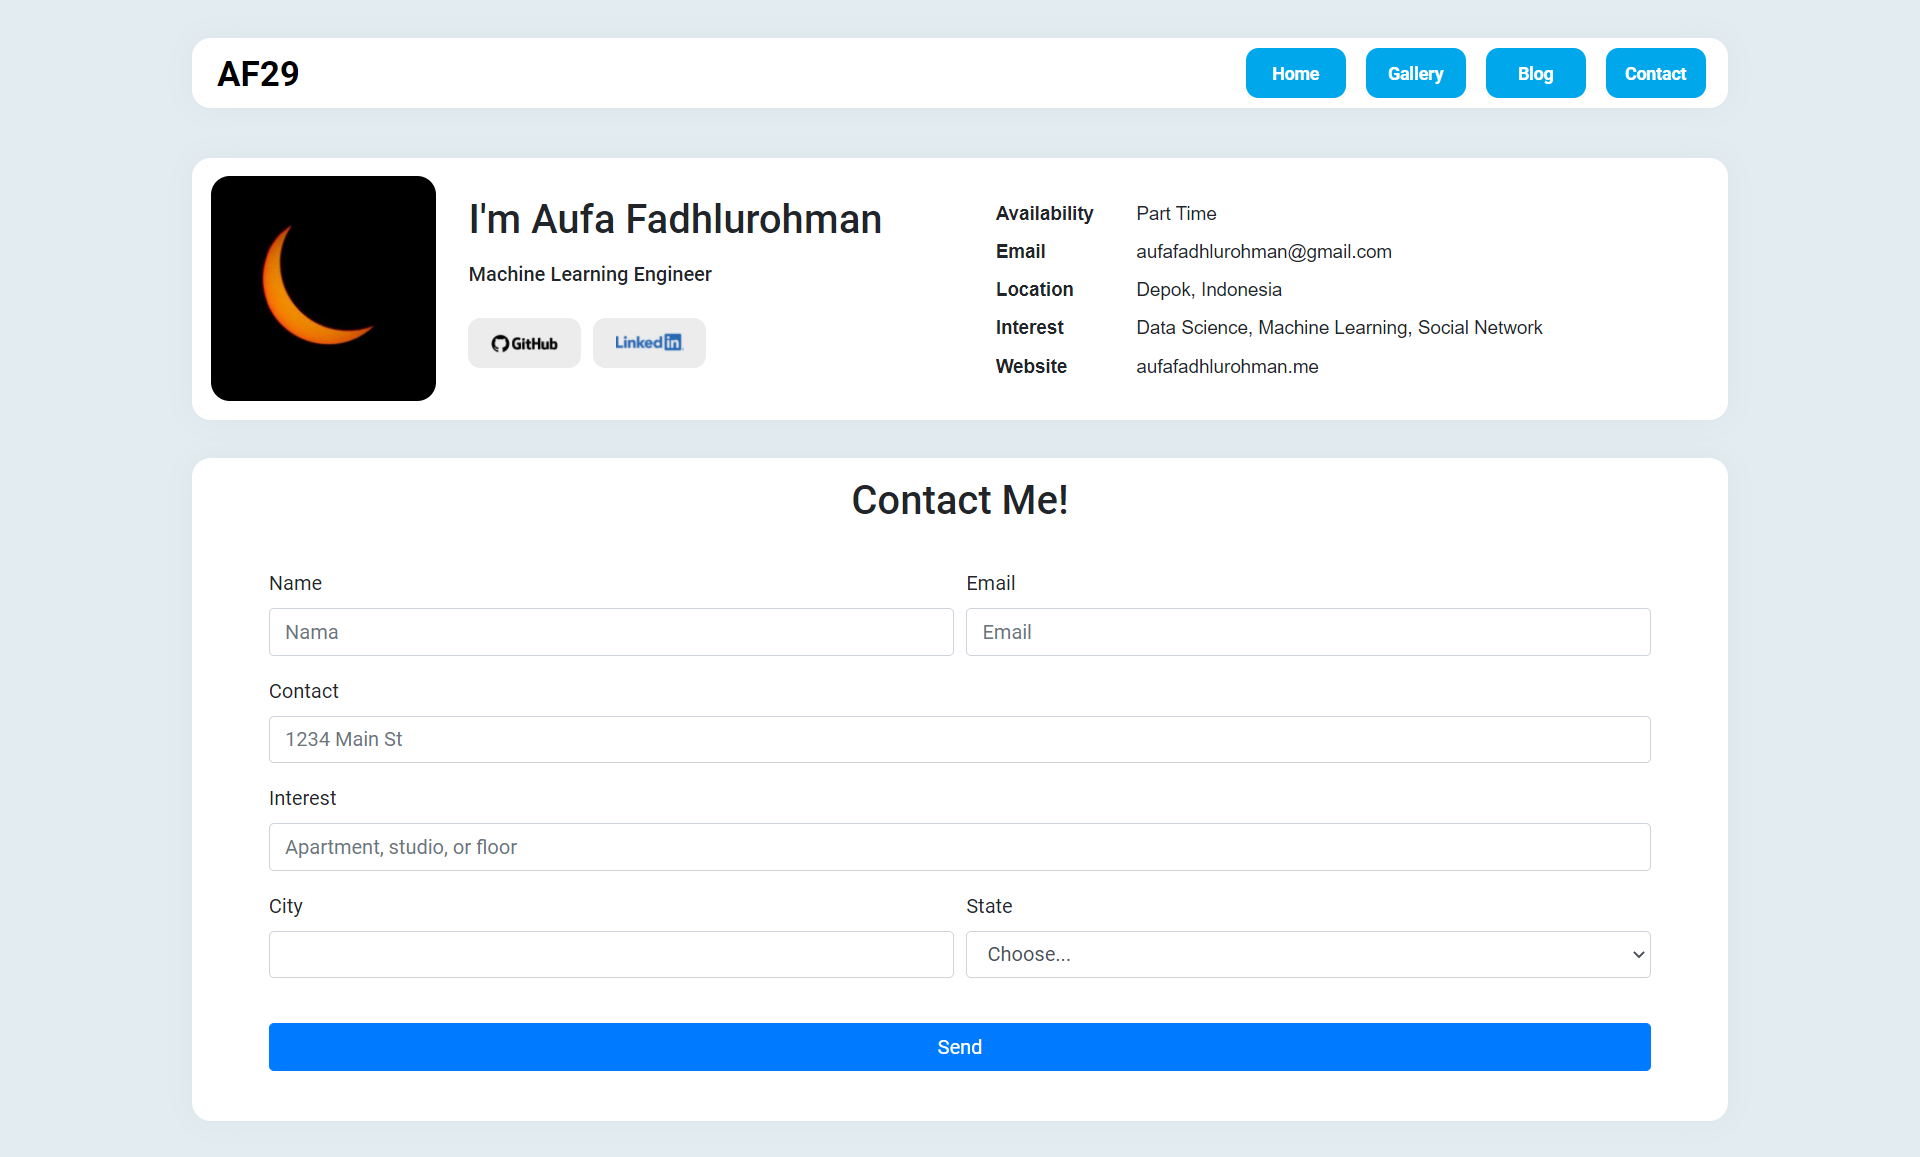 AF29
Home Gallery Blog Contact
I'm Aufa Fadhlurohman
Machine Learning Engineer
GitHub LinkedIn
Availability Part Time
Email aufafadhlurohman@gmail.com
Location Depok, Indonesia
Interest Data Science, Machine Learning, Social Network
Website aufafadhlurohman.me
Contact Me!
Name Email
Nama Email
Contact
1234 Main St
Interest
Apartment, studio, or floor
City State
Choose...
Send